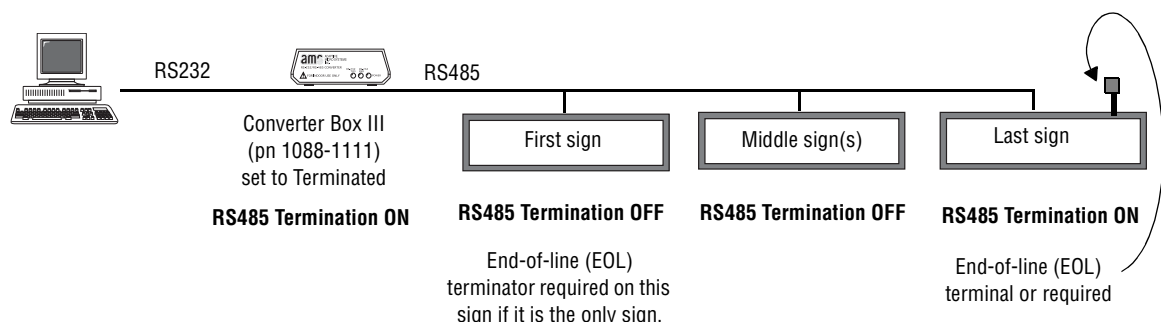 RS232
RS485
Converter Box III
(pn 1088-1111)
set to Terminated
RS485 Termination ON
First sign
RS485 Termination OFF
End-of-line (EOL)
terminator required on this
sign if it is the only sign.
Middle sign(s)
RS485 Termination OFF
Last sign
RS485 Termination ON
End-of-line (EOL)
terminal or required